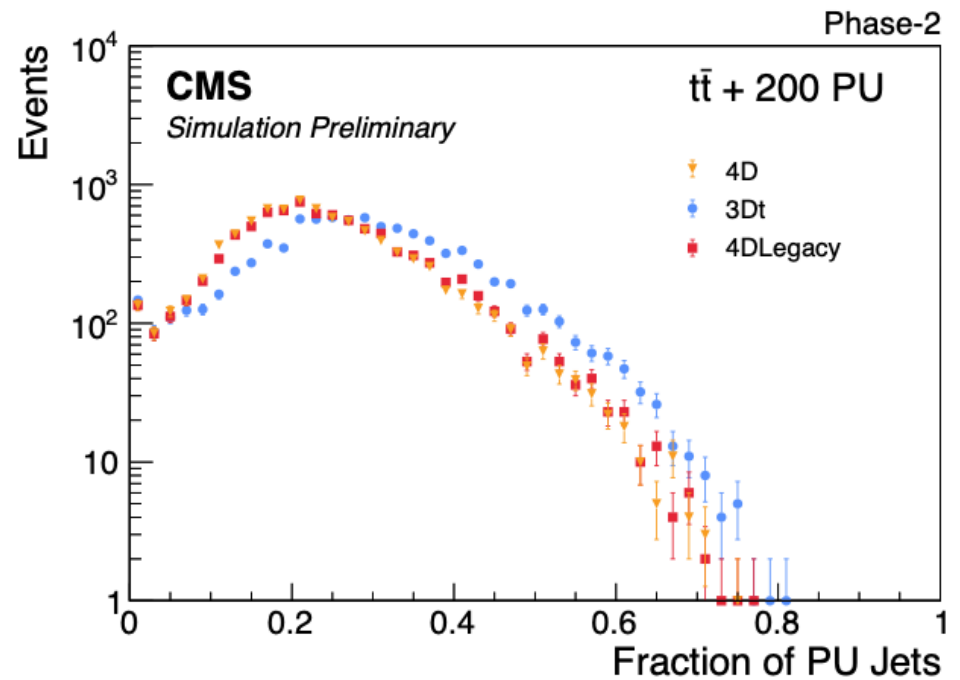 Phase-2
CMS
Simulation Preliminary
tt̄ + 200 PU
4D
3Dt
4DLegacy
Events
10⁴
10³
10²
10
1
0 0.2 0.4 0.6 0.8 1
Fraction of PU Jets